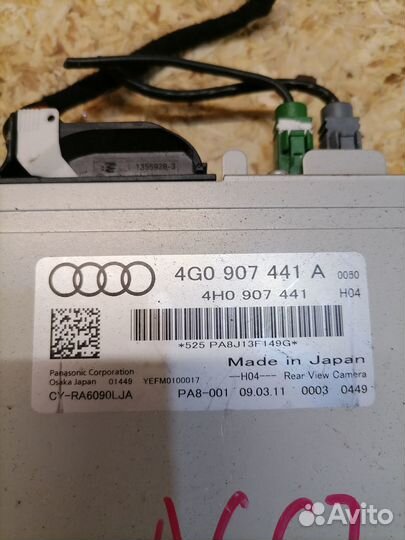 1355928-3
4G0 907 441 A 0050
4H0 907 441 H04
*525 PA8J13F149G*
Made in Japan
Panasonic Corporation
Osaka Japan 01449 YEFM0100017
--H04--- Rear View Camera
CY-RA6090LJA PA8-001 09.03.11 0003 0449
Avito